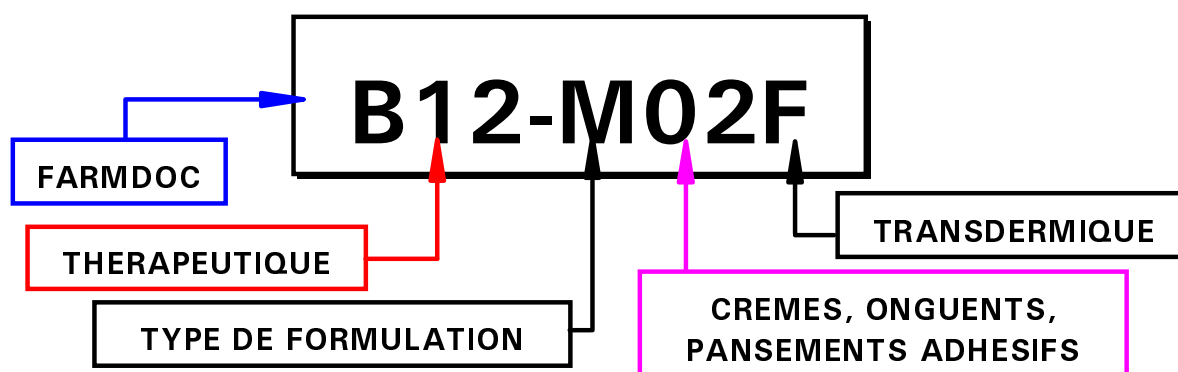 B12-M02F
FARMDOC
THERAPEUTIQUE
TRANSDERMIQUE
TYPE DE FORMULATION
CREMES, ONGUENTS,
PANSEMENTS ADHESIFS